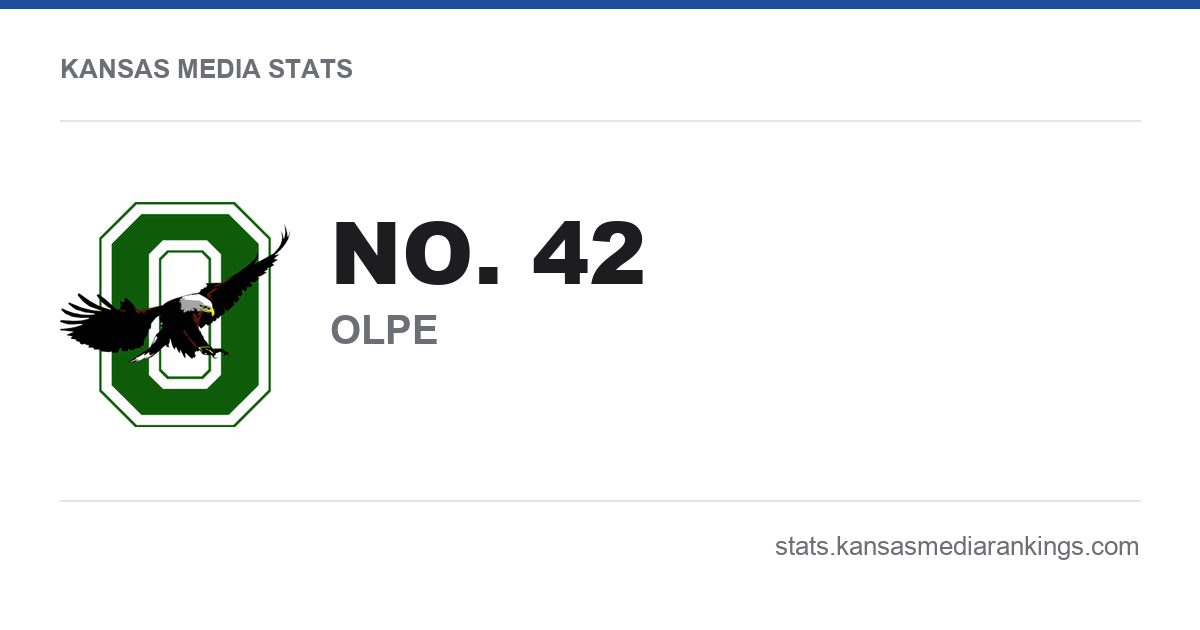 KANSAS MEDIA STATS
O
NO. 42
OLPE
stats.kansasmediarankings.com